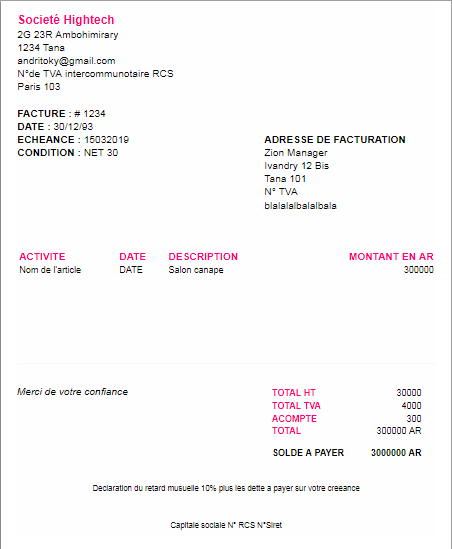 Societé Hightech
2G 23R Ambohimirary
1234 Tana
andritoky@gmail.com
N°de TVA intercommunotaire RCS
Paris 103
FACTURE : # 1234
DATE : 30/12/93
ECHEANCE : 15032019
CONDITION : NET 30
ADRESSE DE FACTURATION
Zion Manager
Ivandry 12 Bis
Tana 101
N° TVA
blalalalbalalbala
ACTIVITE DATE DESCRIPTION MONTANT EN AR
Nom de l'article DATE Salon canape 300000
Merci de votre confiance
TOTAL HT 30000
TOTAL TVA 4000
ACOMPTE 300
TOTAL 300000 AR
SOLDE A PAYER 3000000 AR
Declaration du retard musuelle 10% plus les dette a payer sur votre creeance
Capitale sociale N° RCS N°Siret